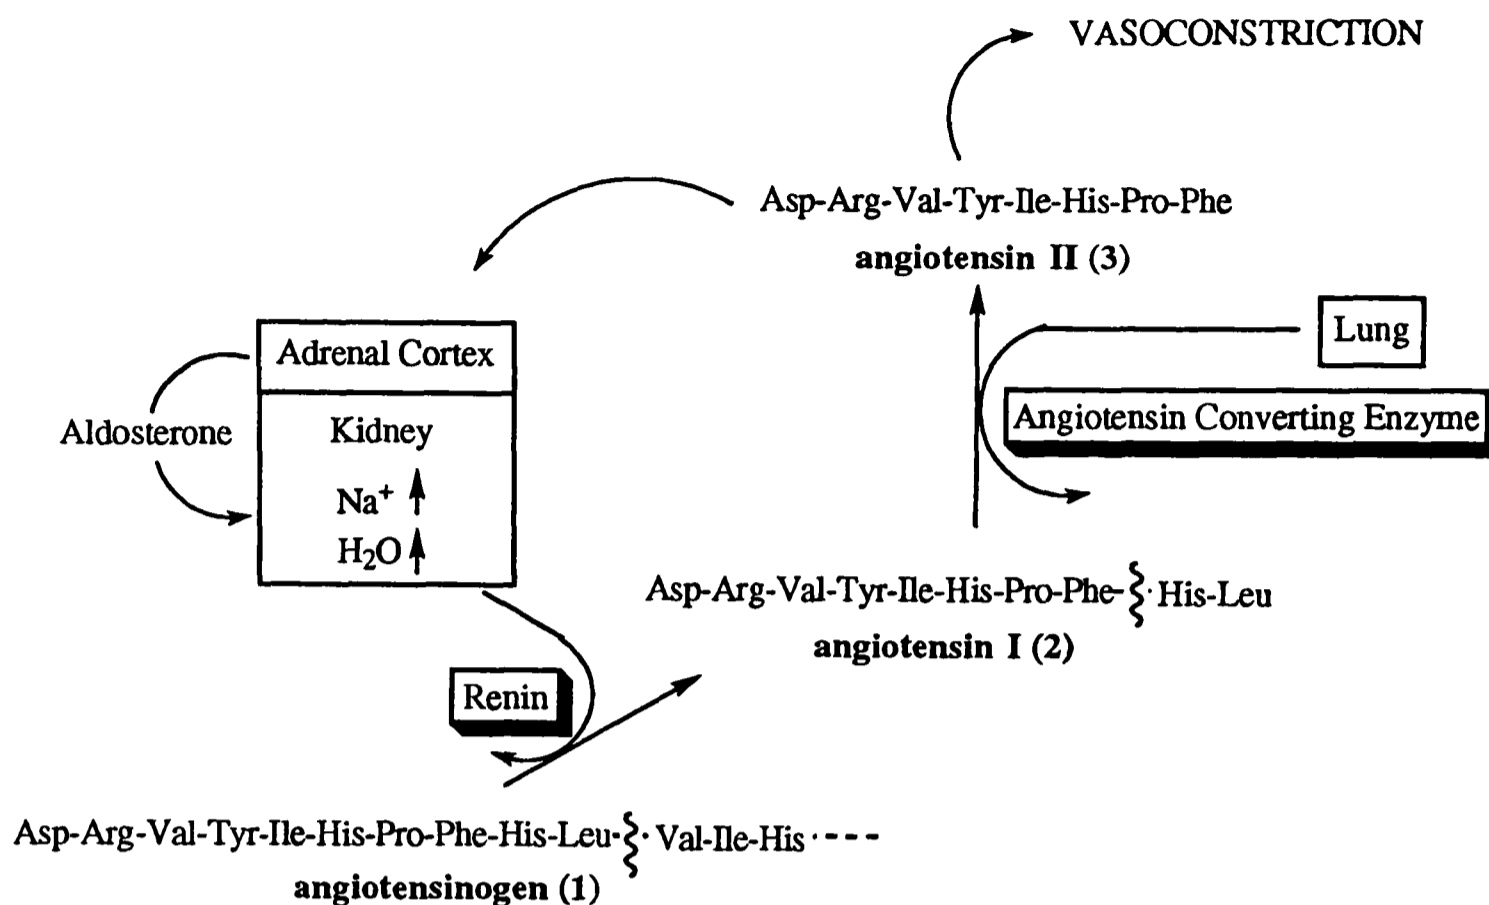 VASOCONSTRICTION
Asp-Arg-Val-Tyr-Ile-His-Pro-Phe
angiotensin II (3)
Lung
Adrenal Cortex
Angiotensin Converting Enzyme
Aldosterone
Kidney
Na⁺
H₂O
Asp-Arg-Val-Tyr-Ile-His-Pro-Phe- His-Leu
angiotensin I (2)
Renin
Asp-Arg-Val-Tyr-Ile-His-Pro-Phe-His-Leu- Val-Ile-His ----
angiotensinogen (1)